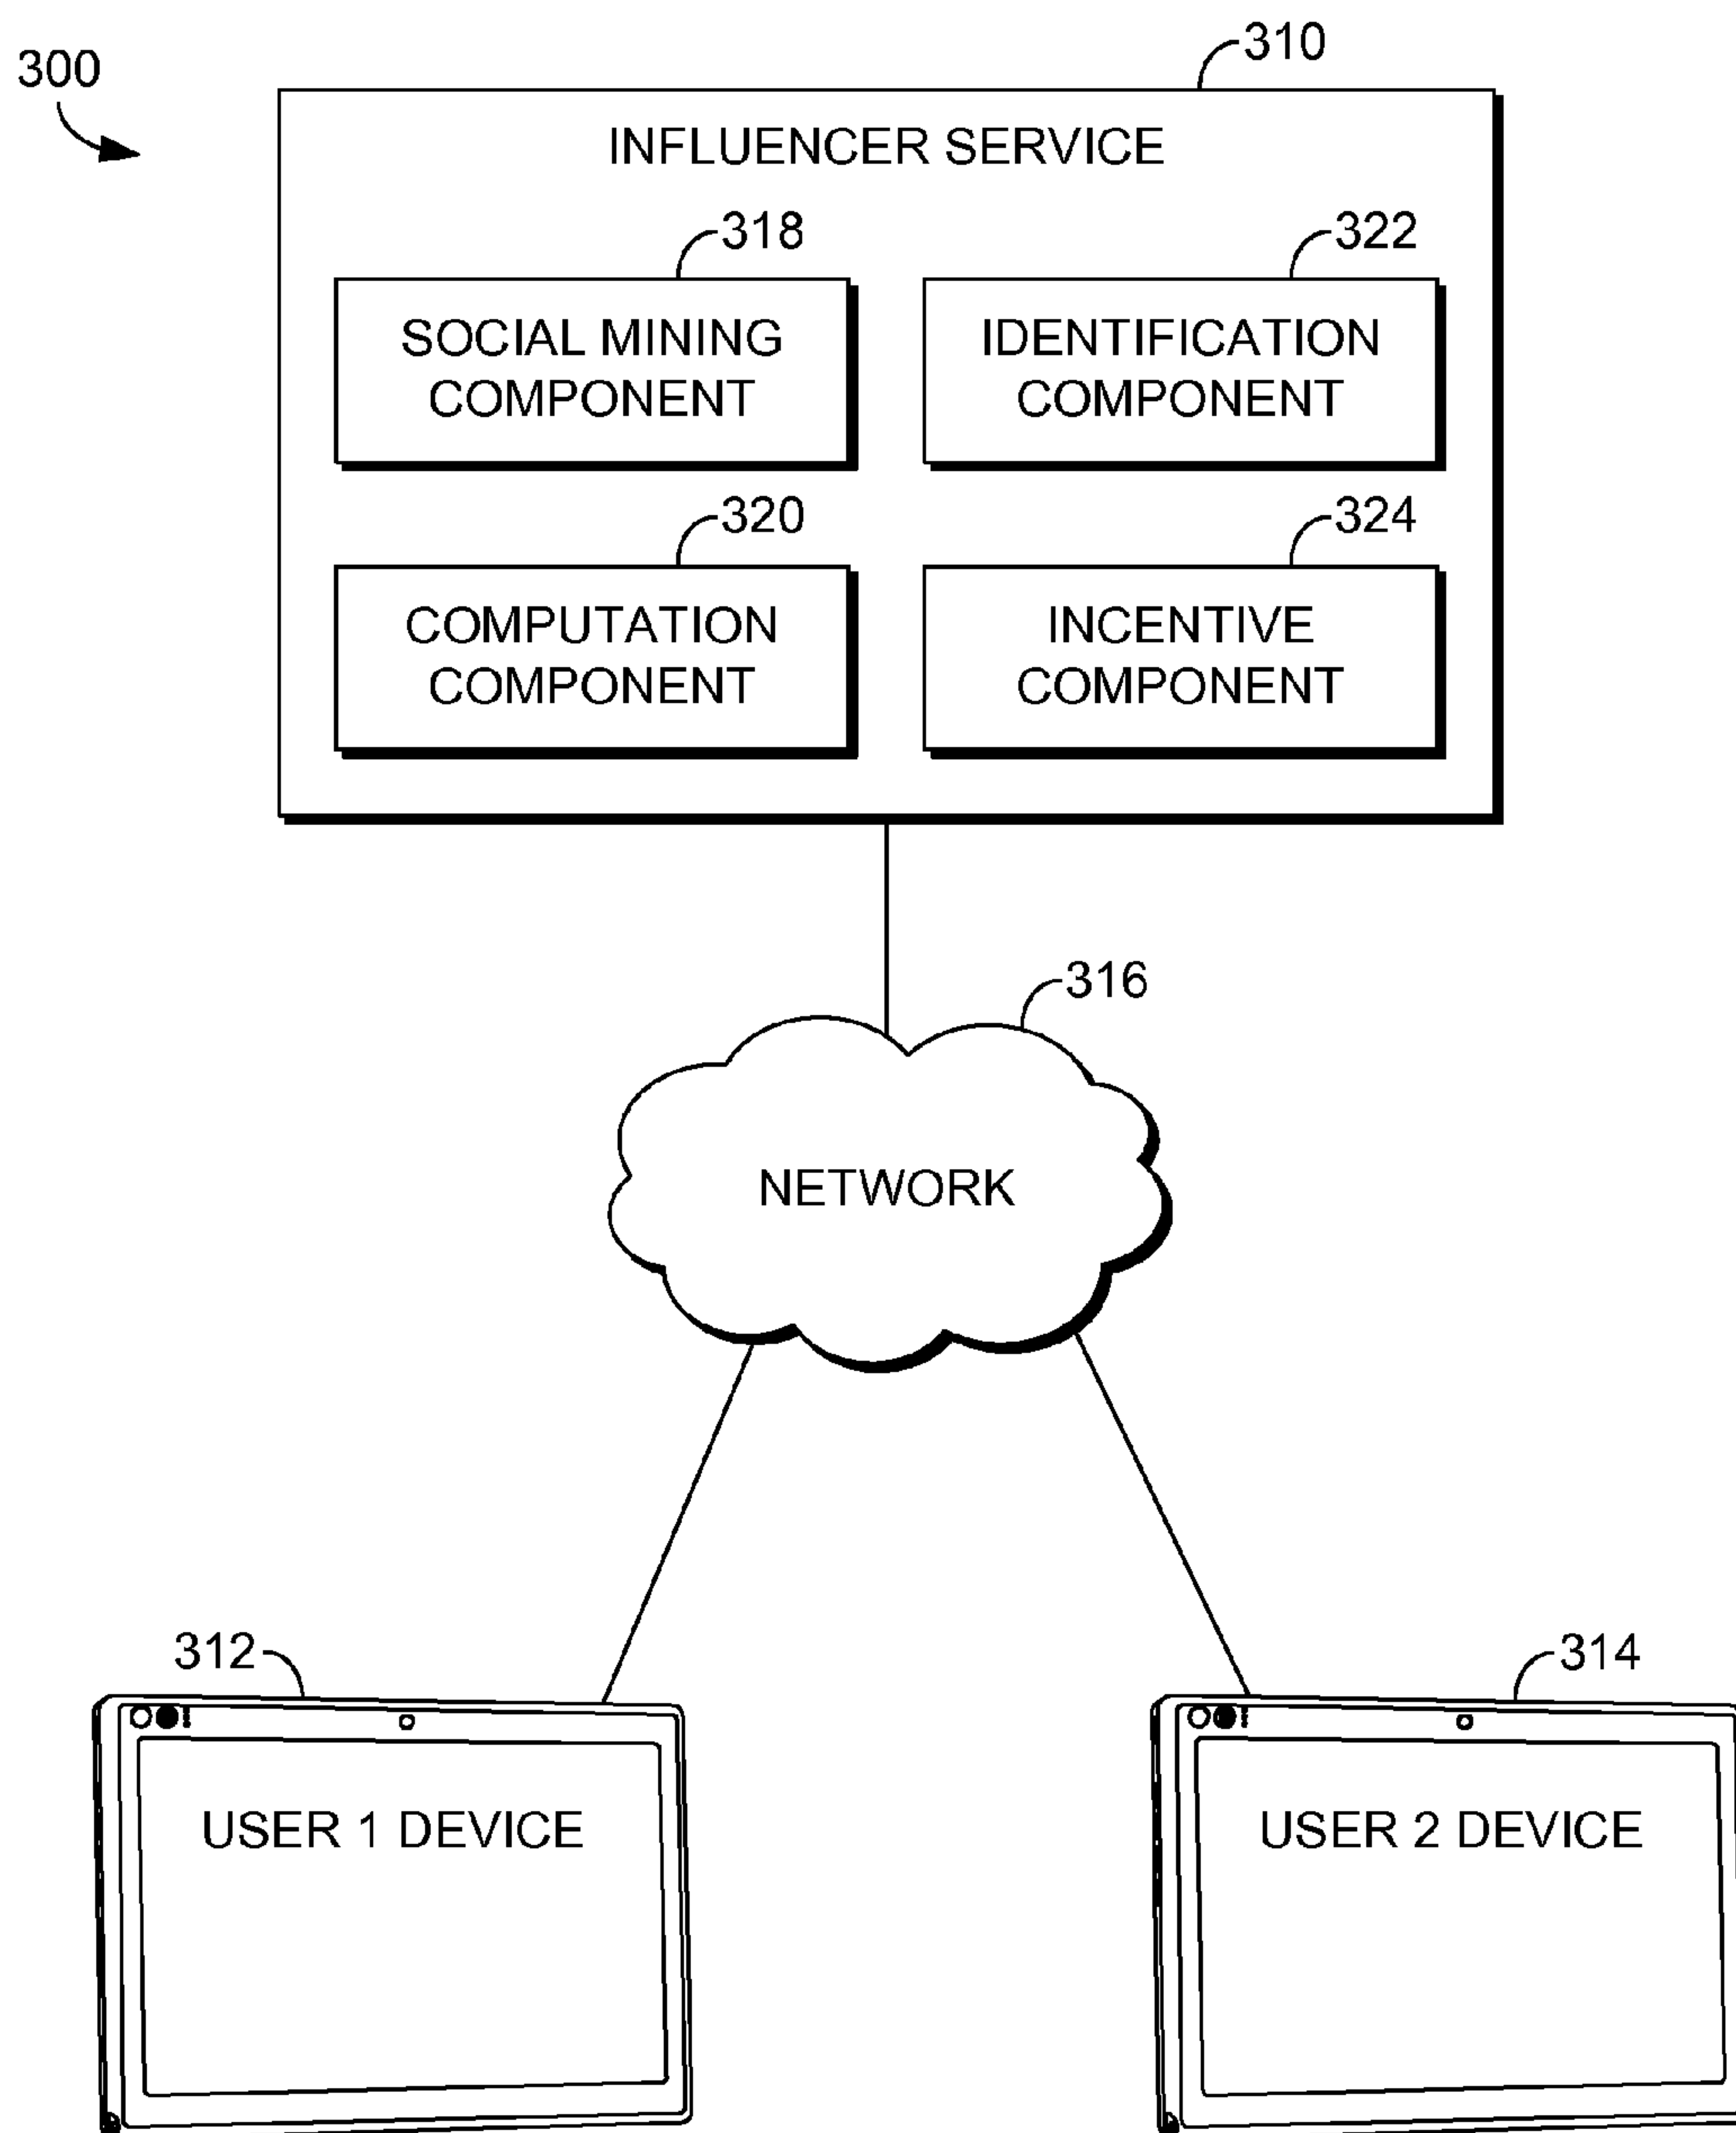 300
310
INFLUENCER SERVICE
318
322
SOCIAL MINING
COMPONENT
IDENTIFICATION
COMPONENT
320
324
COMPUTATION
COMPONENT
INCENTIVE
COMPONENT
316
NETWORK
312
314
USER 1 DEVICE
USER 2 DEVICE